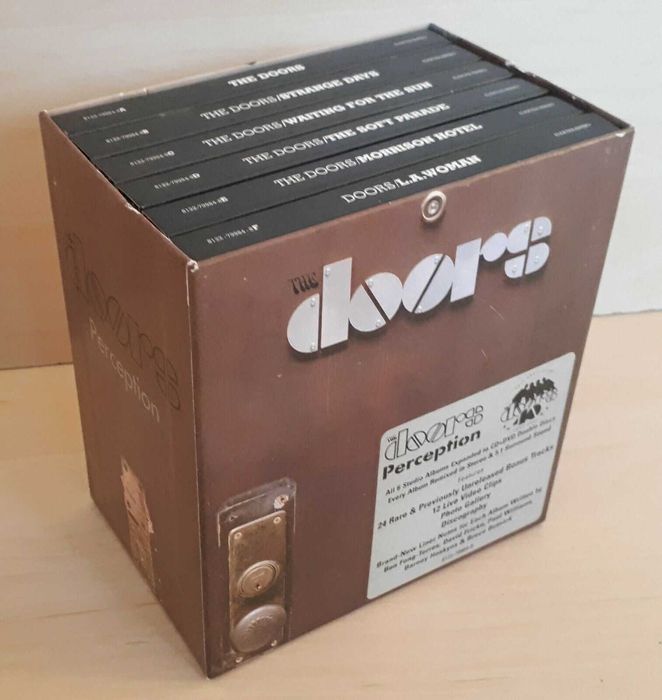 THE DOORS
THE DOORS/STRANGE DAYS
THE DOORS/WAITING FOR THE SUN
THE DOORS/THE SOFT PARADE
THE DOORS/MORRISON HOTEL
DOORS/L.A. WOMAN
THE
doors
THE
doors
Perception
THE
doors
Perception
All 6 Studio Albums Expanded to CD+DVD Double Discs
Every Album Remixed in Stereo & 5.1 Surround Sound
Features
24 Rare & Previously Unreleased Bonus Tracks
12 Live Video Clips
Photo Gallery
Discography
Brand-New Liner Notes for Each Album Written by
Ben Fong-Torres, David Fricke, Paul Williams,
Barney Hoskyns & Bruce Botnick
doors